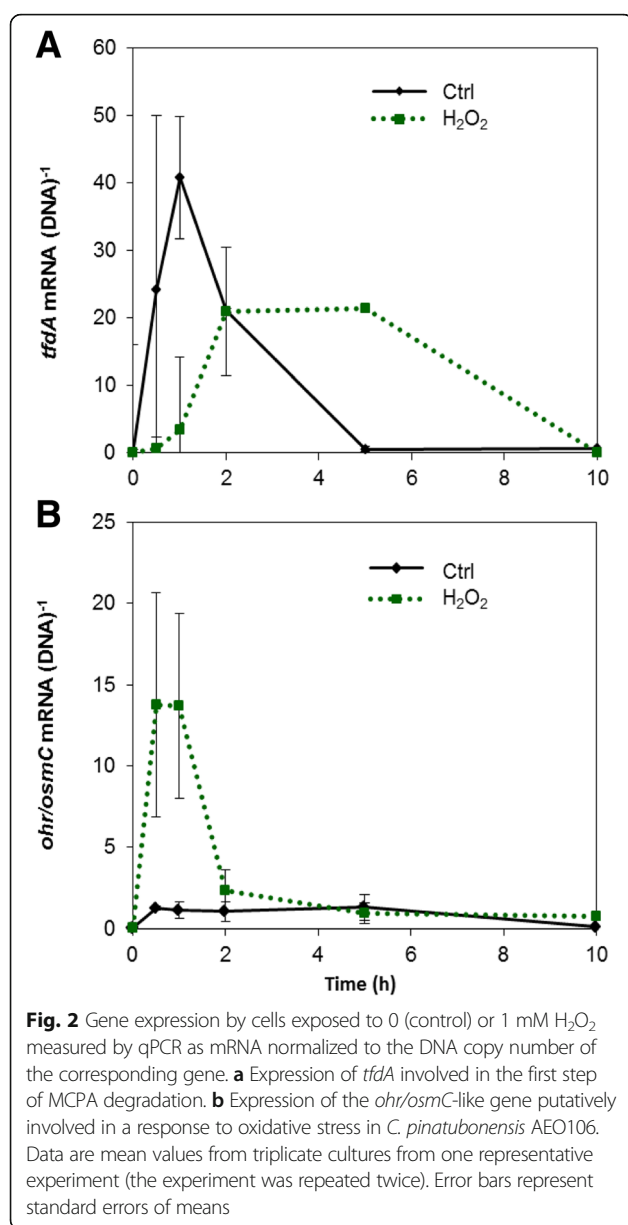 A
60
50
40
30
20
10
0
tfdA mRNA (DNA)-1
Ctrl
H2O2
0 2 4 6 8 10
B
25
20
15
10
5
0
ohr/osmC mRNA (DNA)-1
Ctrl
H2O2
0 2 4 6 8 10
Time (h)
Fig. 2 Gene expression by cells exposed to 0 (control) or 1 mM H2O2
measured by qPCR as mRNA normalized to the DNA copy number of
the corresponding gene. a Expression of tfdA involved in the first step
of MCPA degradation. b Expression of the ohr/osmC-like gene putatively
involved in a response to oxidative stress in C. pinatubonensis AEO106.
Data are mean values from triplicate cultures from one representative
experiment (the experiment was repeated twice). Error bars represent
standard errors of means